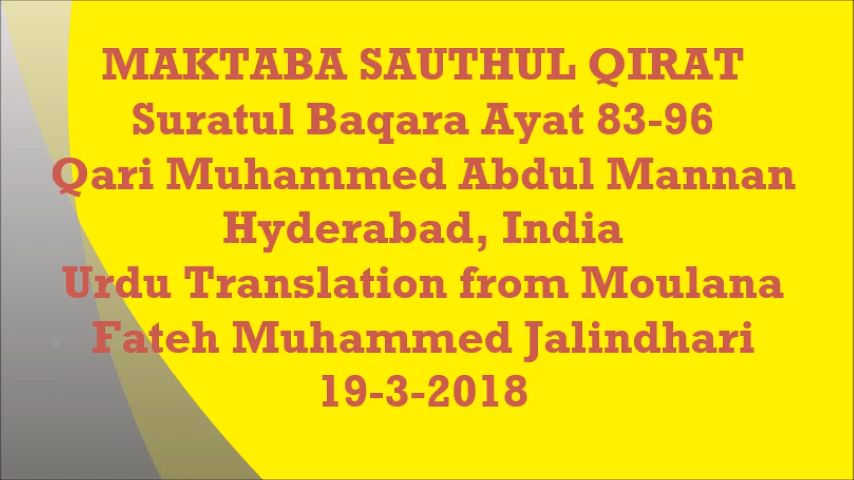 MAKTABA SAUTHUL QIRAT
Suratul Baqara Ayat 83-96
Qari Muhammed Abdul Mannan
Hyderabad, India
Urdu Translation from Moulana
Fateh Muhammed Jalindhari
19-3-2018